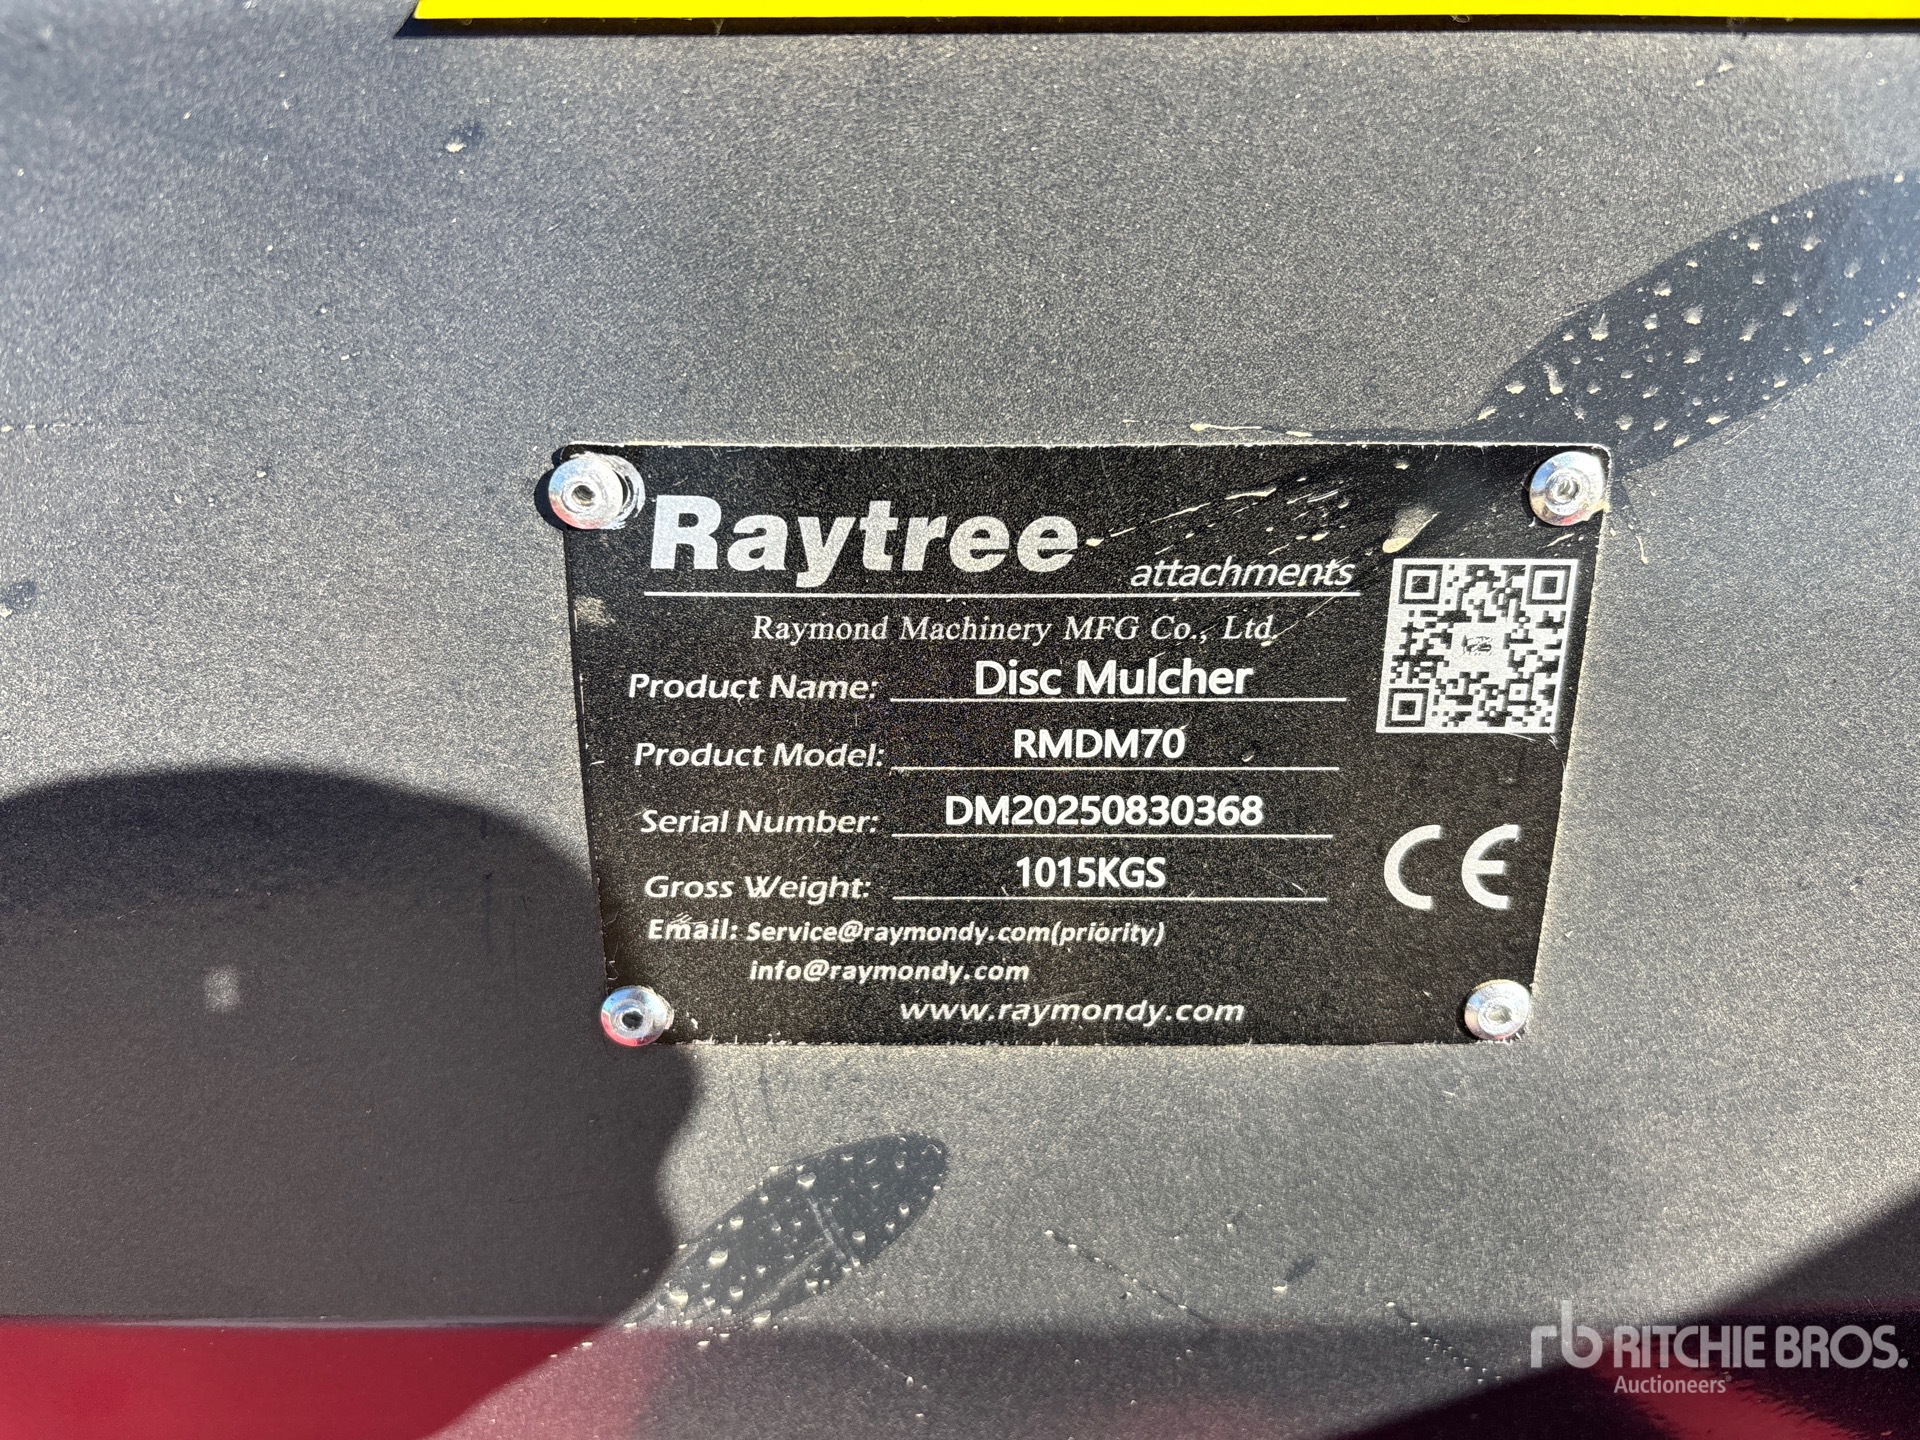 Raytree
attachments
Raymond Machinery MFG Co., Ltd.
Product Name: Disc Mulcher
Product Model: RMDM70
Serial Number: DM20250830368
Gross Weight: 1015KGS
CE
Email: Service@raymondy.com(priority)
info@raymondy.com
www.raymondy.com
rb RITCHIE BROS.
Auctioneers